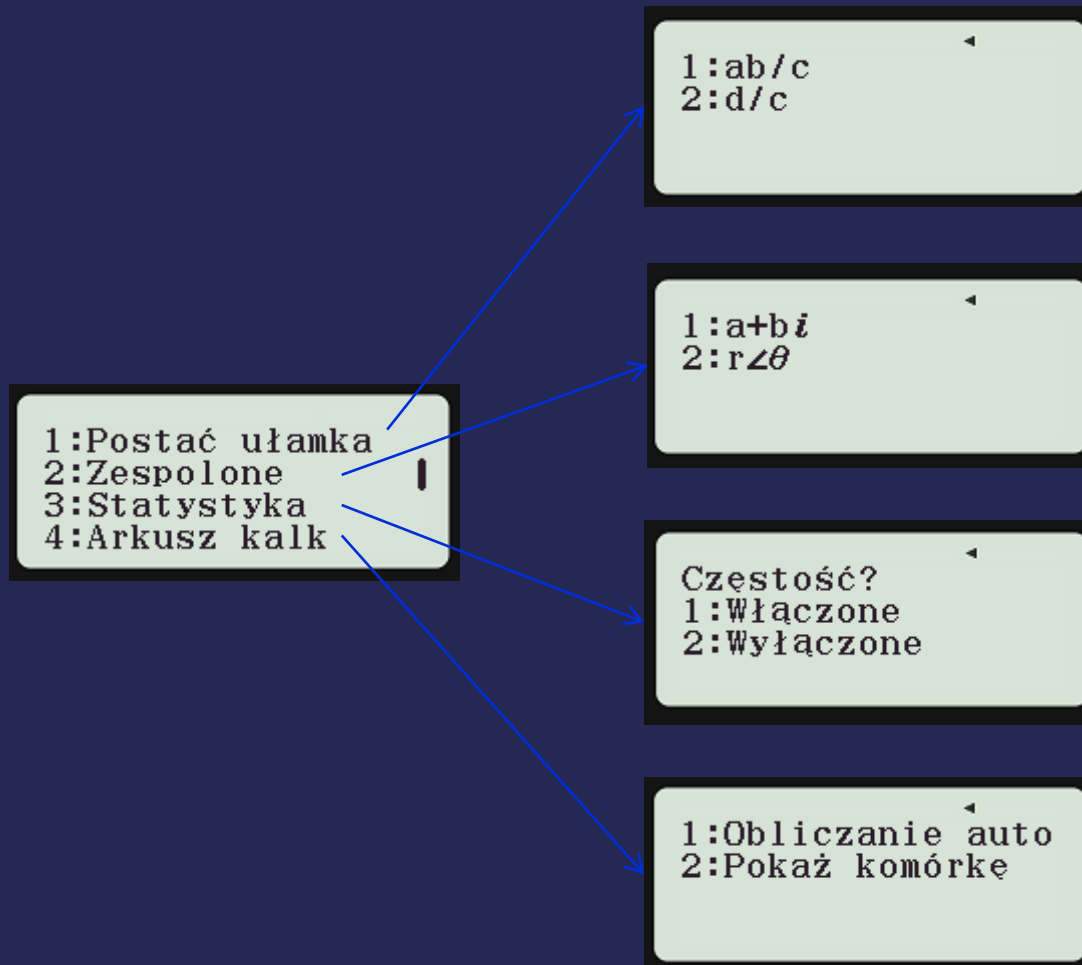 1:Postać ułamka
2:Zespolone
3:Statystyka
4:Arkusz kalk
1:ab/c
2:d/c
1:a+bi
2:r∠θ
Częstość?
1:Włączone
2:Wyłączone
1:Obliczanie auto
2:Pokaż komórkę